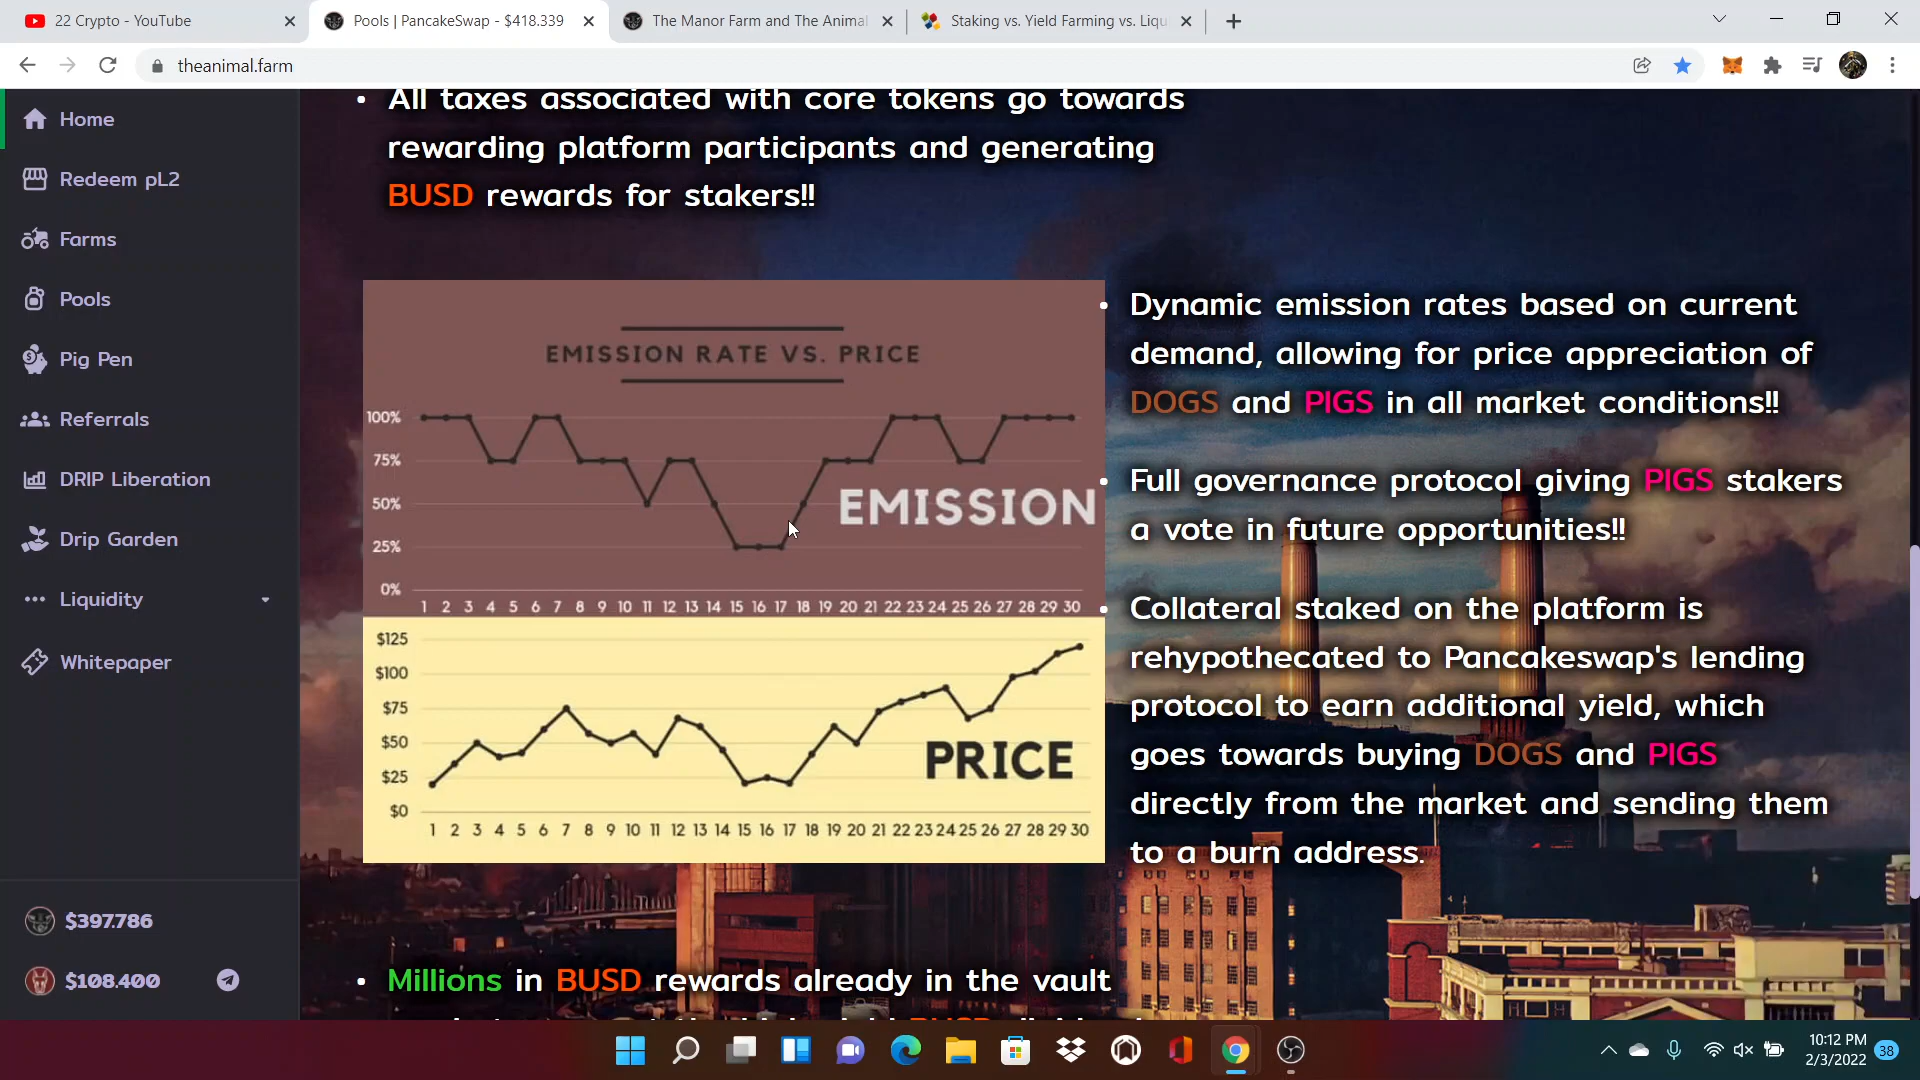 22 Crypto - YouTube
Pools | PancakeSwap - $418.339
The Manor Farm and The Animal
Staking vs. Yield Farming vs. Liqu
theanimal.farm
Home
Redeem pL2
Farms
Pools
Pig Pen
Referrals
DRIP Liberation
Drip Garden
Liquidity
Whitepaper
$397.786
$108.400
• All taxes associated with core tokens go towards
rewarding platform participants and generating
BUSD rewards for stakers!!
EMISSION RATE VS. PRICE
100%
75%
50%
25%
0%
EMISSION
1 2 3 4 5 6 7 8 9 10 11 12 13 14 15 16 17 18 19 20 21 22 23 24 25 26 27 28 29 30
$125
$100
$75
$50
$25
$0
PRICE
1 2 3 4 5 6 7 8 9 10 11 12 13 14 15 16 17 18 19 20 21 22 23 24 25 26 27 28 29 30
• Dynamic emission rates based on current
demand, allowing for price appreciation of
DOGS and PIGS in all market conditions!!
• Full governance protocol giving PIGS stakers
a vote in future opportunities!!
• Collateral staked on the platform is
rehypothecated to Pancakeswap's lending
protocol to earn additional yield, which
goes towards buying DOGS and PIGS
directly from the market and sending them
to a burn address.
• Millions in BUSD rewards already in the vault
10:12 PM
2/3/2022
38